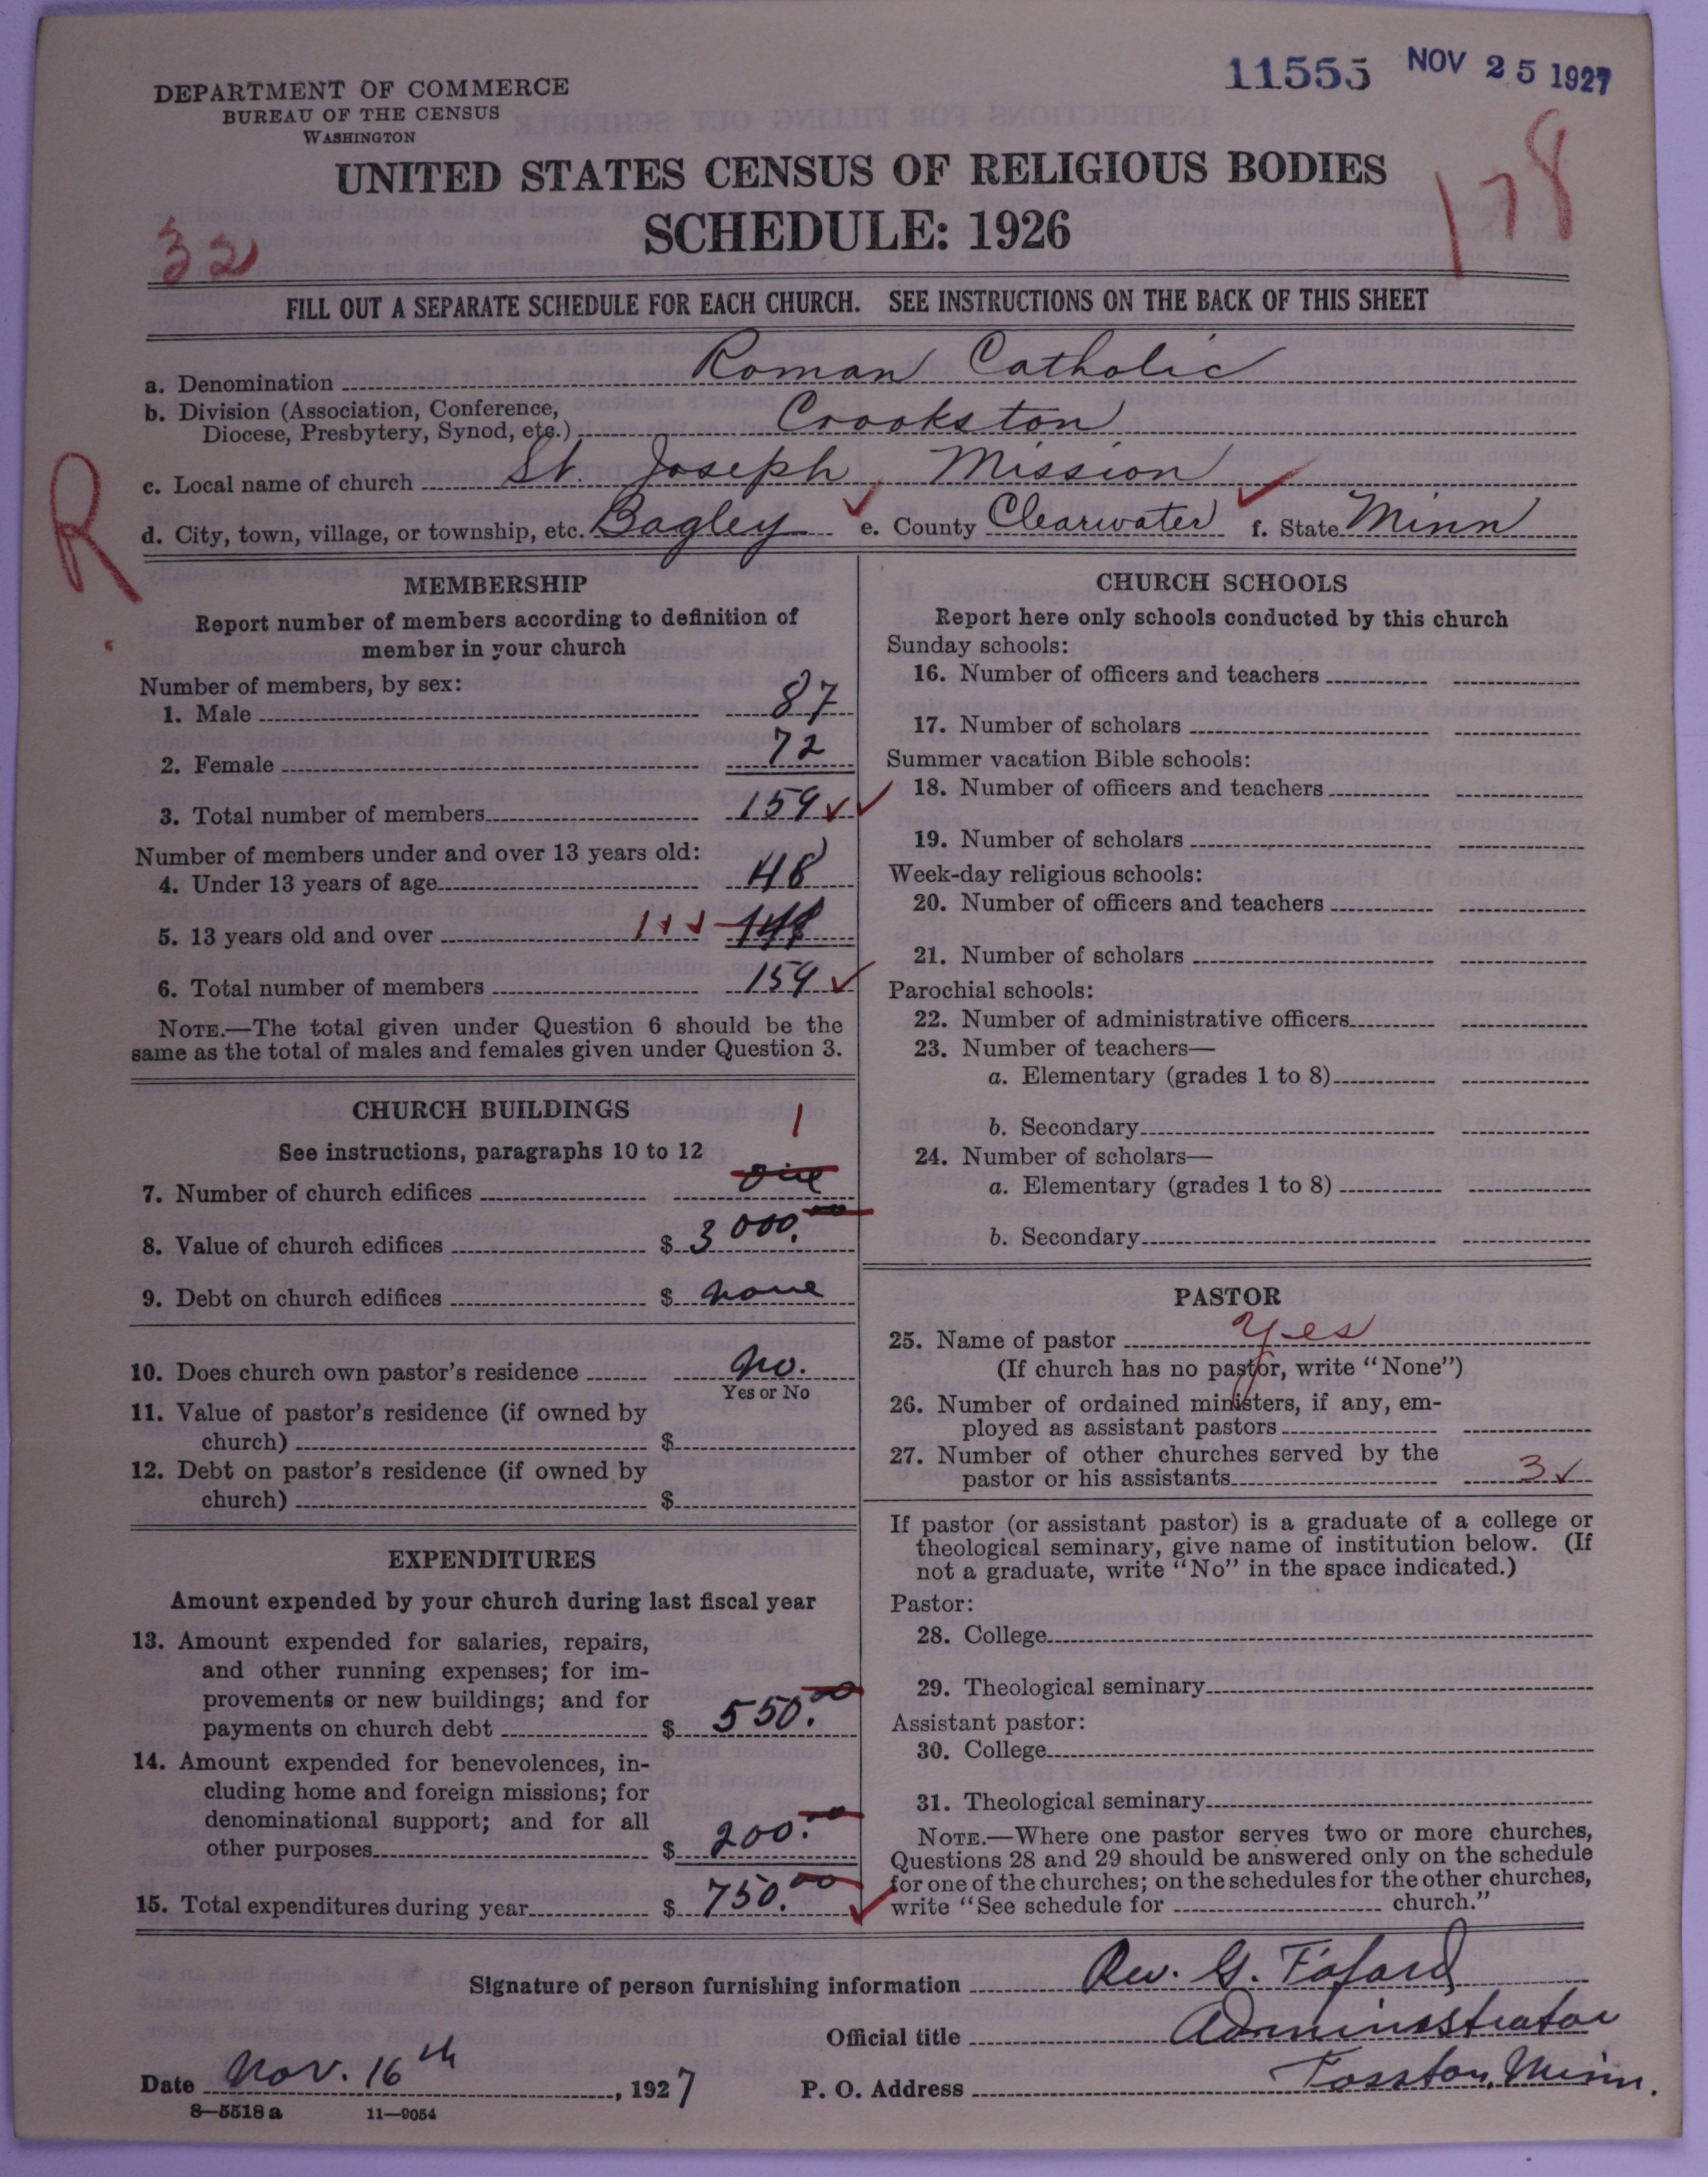 11555 NOV 25 1927
DEPARTMENT OF COMMERCE
BUREAU OF THE CENSUS
WASHINGTON
UNITED STATES CENSUS OF RELIGIOUS BODIES
SCHEDULE: 1926
32
178
FILL OUT A SEPARATE SCHEDULE FOR EACH CHURCH. SEE INSTRUCTIONS ON THE BACK OF THIS SHEET
a. Denomination Roman Catholic
b. Division (Association, Conference,
Diocese, Presbytery, Synod, etc.) Crookston
c. Local name of church St. Joseph, Mission
d. City, town, village, or township, etc. Bagley e. County Clearwater f. State Minn
R
MEMBERSHIP
Report number of members according to definition of
member in your church
Number of members, by sex:
1. Male 87
2. Female 72
3. Total number of members 159
Number of members under and over 13 years old:
4. Under 13 years of age 48
5. 13 years old and over
6. Total number of members 159
NOTE.—The total given under Question 6 should be the
same as the total of males and females given under Question 3.
CHURCH BUILDINGS
See instructions, paragraphs 10 to 12
1
7. Number of church edifices one
8. Value of church edifices $ 3000.00
9. Debt on church edifices $ none
10. Does church own pastor's residence no.
Yes or No
11. Value of pastor's residence (if owned by
church) $
12. Debt on pastor's residence (if owned by
church) $
EXPENDITURES
Amount expended by your church during last fiscal year
13. Amount expended for salaries, repairs,
and other running expenses; for im-
provements or new buildings; and for
payments on church debt $ 550.00
14. Amount expended for benevolences, in-
cluding home and foreign missions; for
denominational support; and for all
other purposes $ 200.00
15. Total expenditures during year $ 750.00
CHURCH SCHOOLS
Report here only schools conducted by this church
Sunday schools:
16. Number of officers and teachers
17. Number of scholars
Summer vacation Bible schools:
18. Number of officers and teachers
19. Number of scholars
Week-day religious schools:
20. Number of officers and teachers
21. Number of scholars
Parochial schools:
22. Number of administrative officers
23. Number of teachers—
a. Elementary (grades 1 to 8)
b. Secondary
24. Number of scholars—
a. Elementary (grades 1 to 8)
b. Secondary
PASTOR
25. Name of pastor yes
(If church has no pastor, write "None")
26. Number of ordained ministers, if any, em-
ployed as assistant pastors
27. Number of other churches served by the
pastor or his assistants 3
If pastor (or assistant pastor) is a graduate of a college or
theological seminary, give name of institution below. (If
not a graduate, write "No" in the space indicated.)
Pastor:
28. College
29. Theological seminary
Assistant pastor:
30. College
31. Theological seminary
NOTE.—Where one pastor serves two or more churches,
Questions 28 and 29 should be answered only on the schedule
for one of the churches; on the schedules for the other churches,
write "See schedule for church."
Signature of person furnishing information Rev. G. Fafard
Official title Administrator
Date Nov. 16th, 1927 P. O. Address Fosston, Minn.
8—5518 a 11—9054